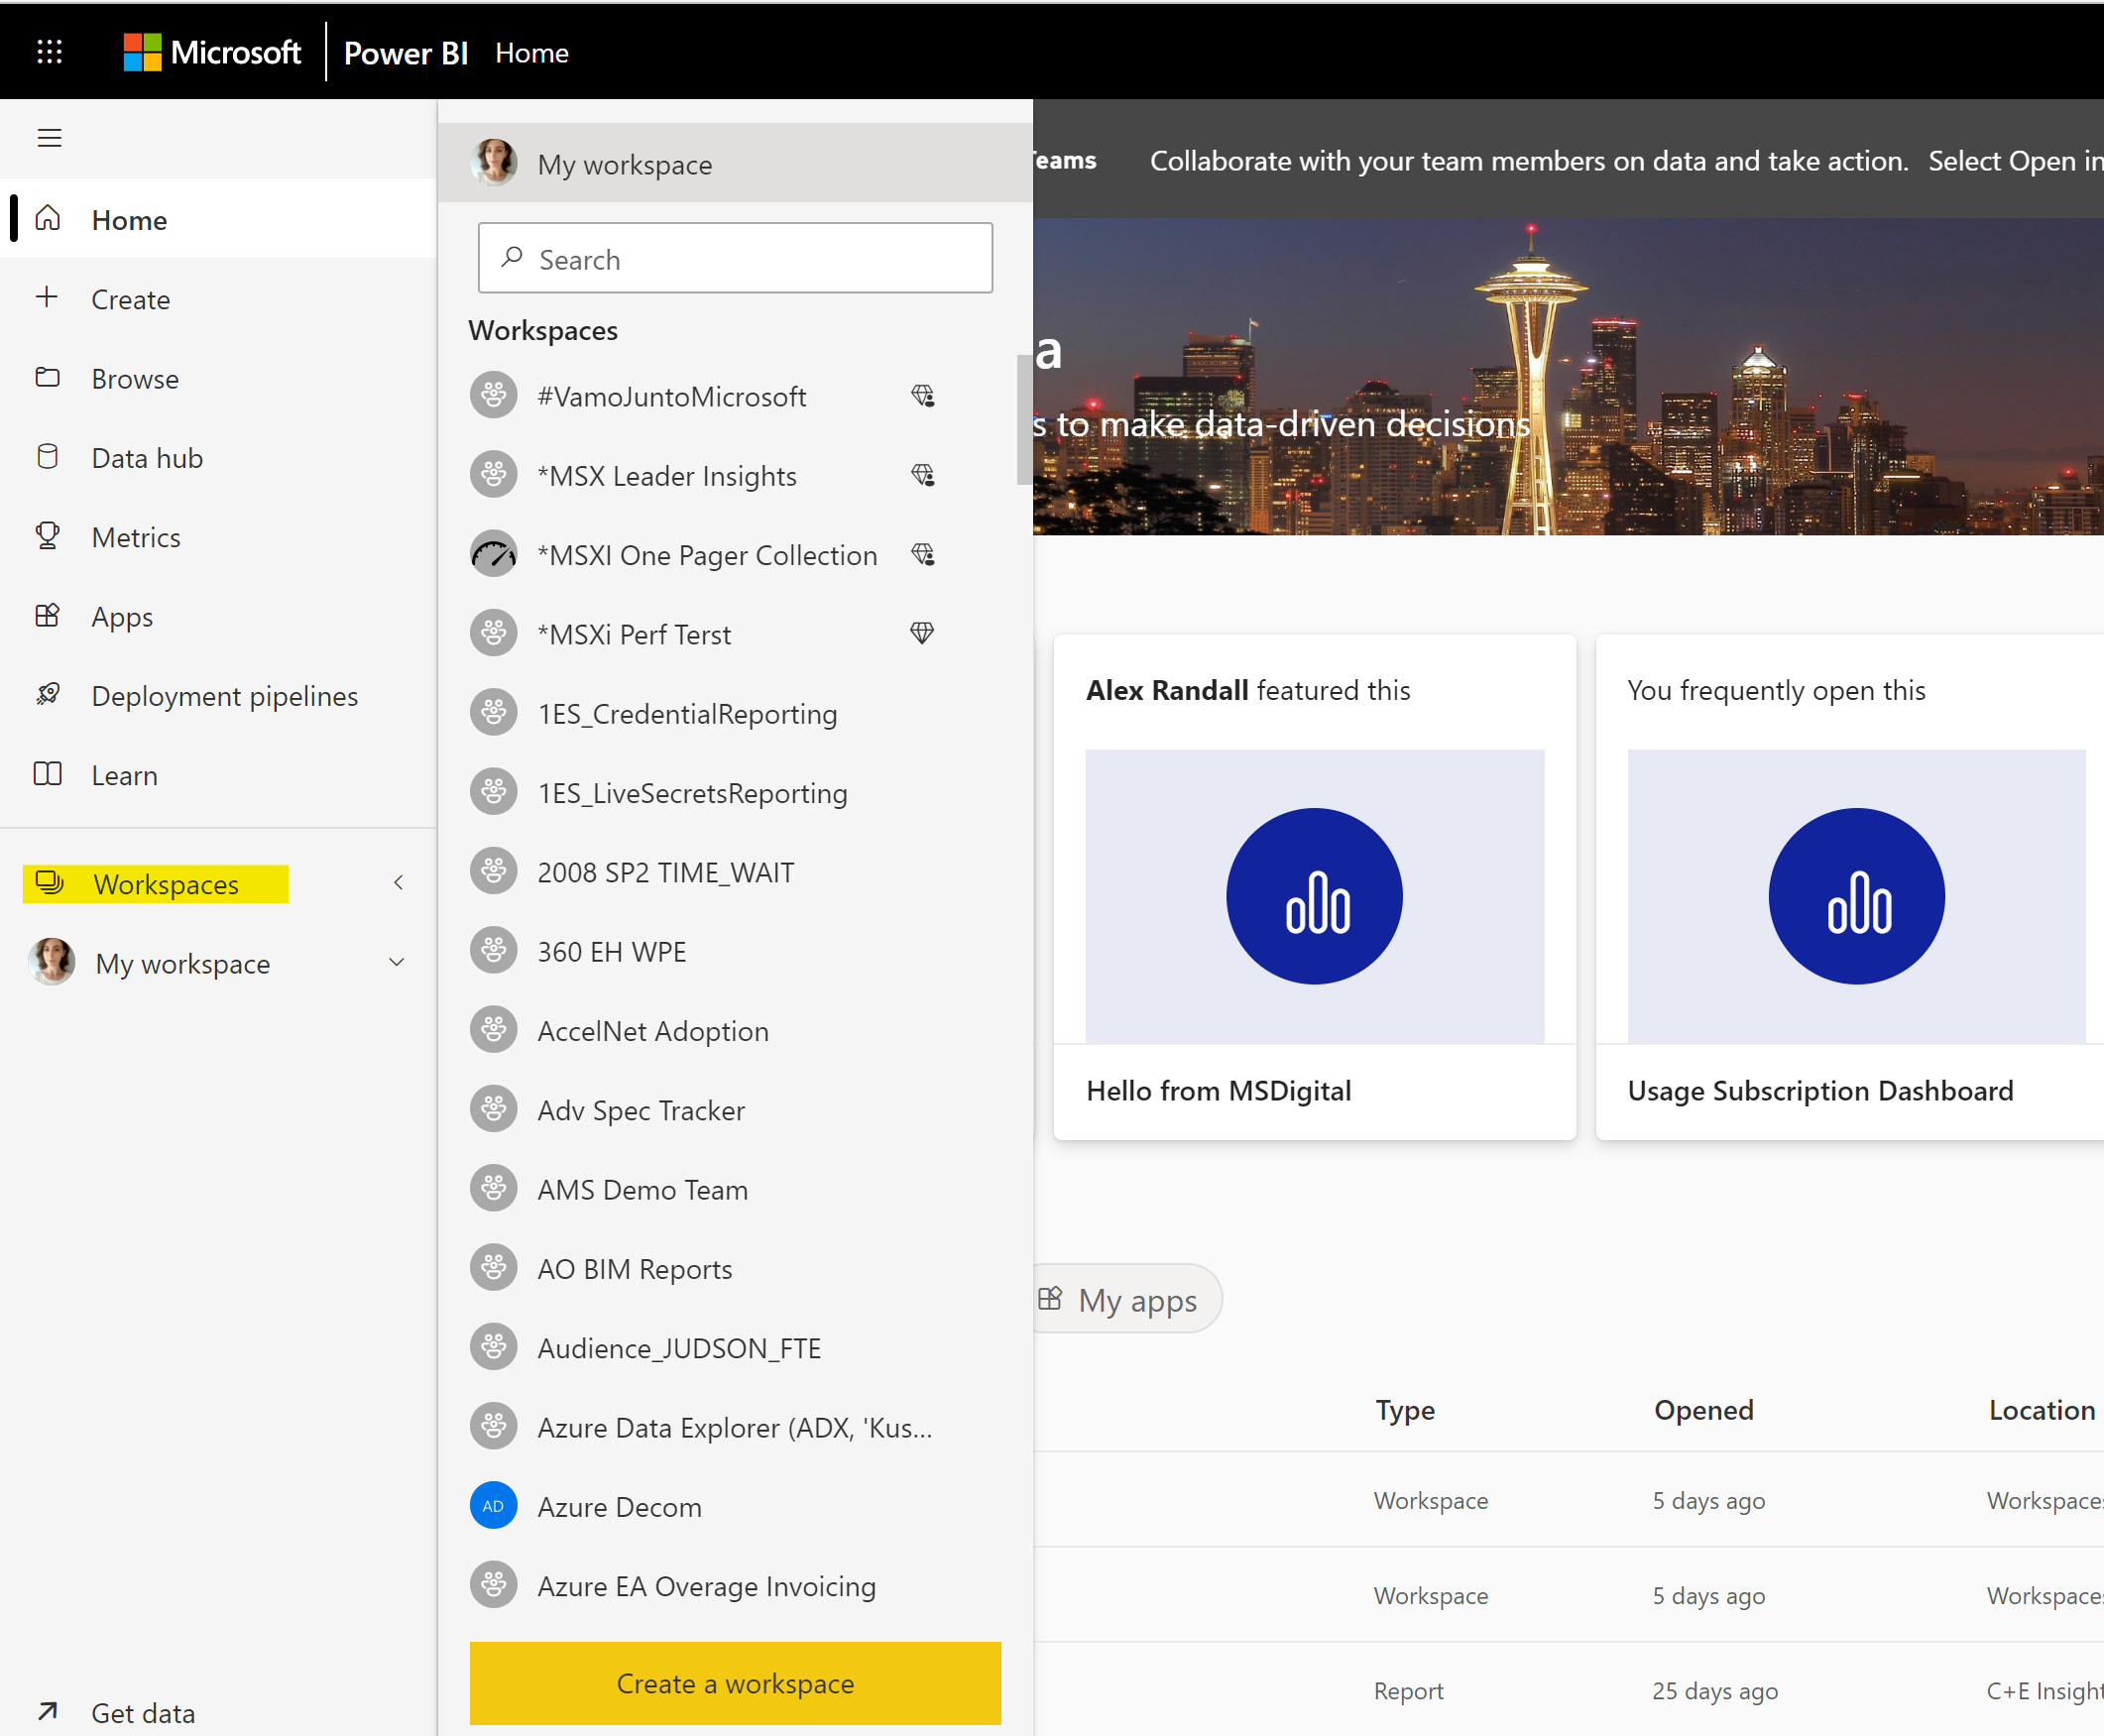 Microsoft
Power BI
Home
Home
Create
Browse
Data hub
Metrics
Apps
Deployment pipelines
Learn
Workspaces
My workspace
Get data
My workspace
Search
Workspaces
#VamoJuntoMicrosoft
*MSX Leader Insights
*MSXI One Pager Collection
*MSXi Perf Terst
1ES_CredentialReporting
1ES_LiveSecretsReporting
2008 SP2 TIME_WAIT
360 EH WPE
AccelNet Adoption
Adv Spec Tracker
AMS Demo Team
AO BIM Reports
Audience_JUDSON_FTE
Azure Data Explorer (ADX, 'Kus...
AD
Azure Decom
Azure EA Overage Invoicing
Create a workspace
Teams Collaborate with your team members on data and take action. Select Open in
a
s to make data-driven decisions
Alex Randall featured this
Hello from MSDigital
You frequently open this
Usage Subscription Dashboard
My apps
Type Opened Location
Workspace 5 days ago Workspaces
Workspace 5 days ago Workspaces
Report 25 days ago C+E Insight